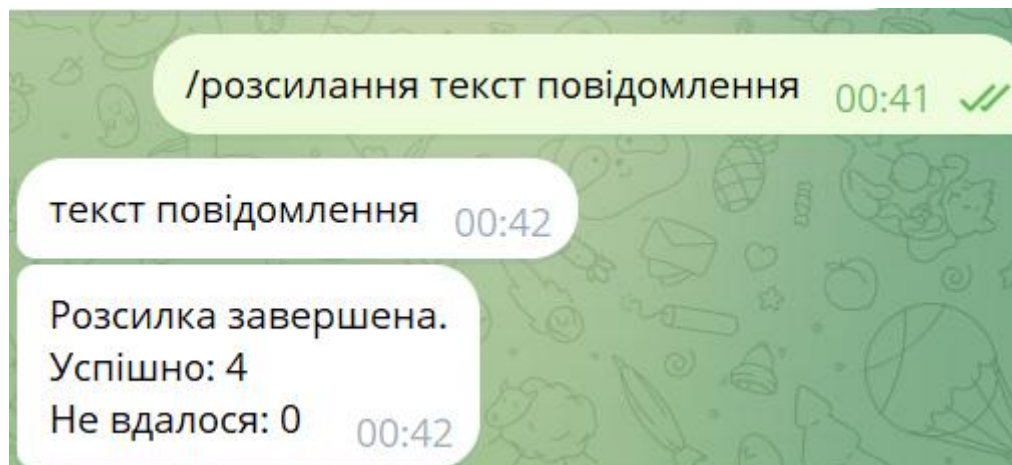 /розсилання текст повідомлення 00:41
текст повідомлення 00:42
Розсилка завершена.
Успішно: 4
Не вдалося: 0 00:42